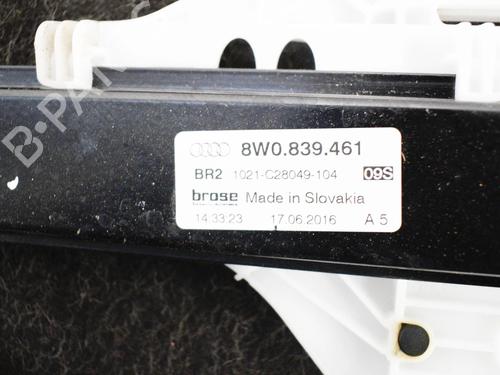 B-PARTS
8W0.839.461
BR2 1021-C28049-104 09S
brose Made in Slovakia
14:33:23 17.06.2016 A 5